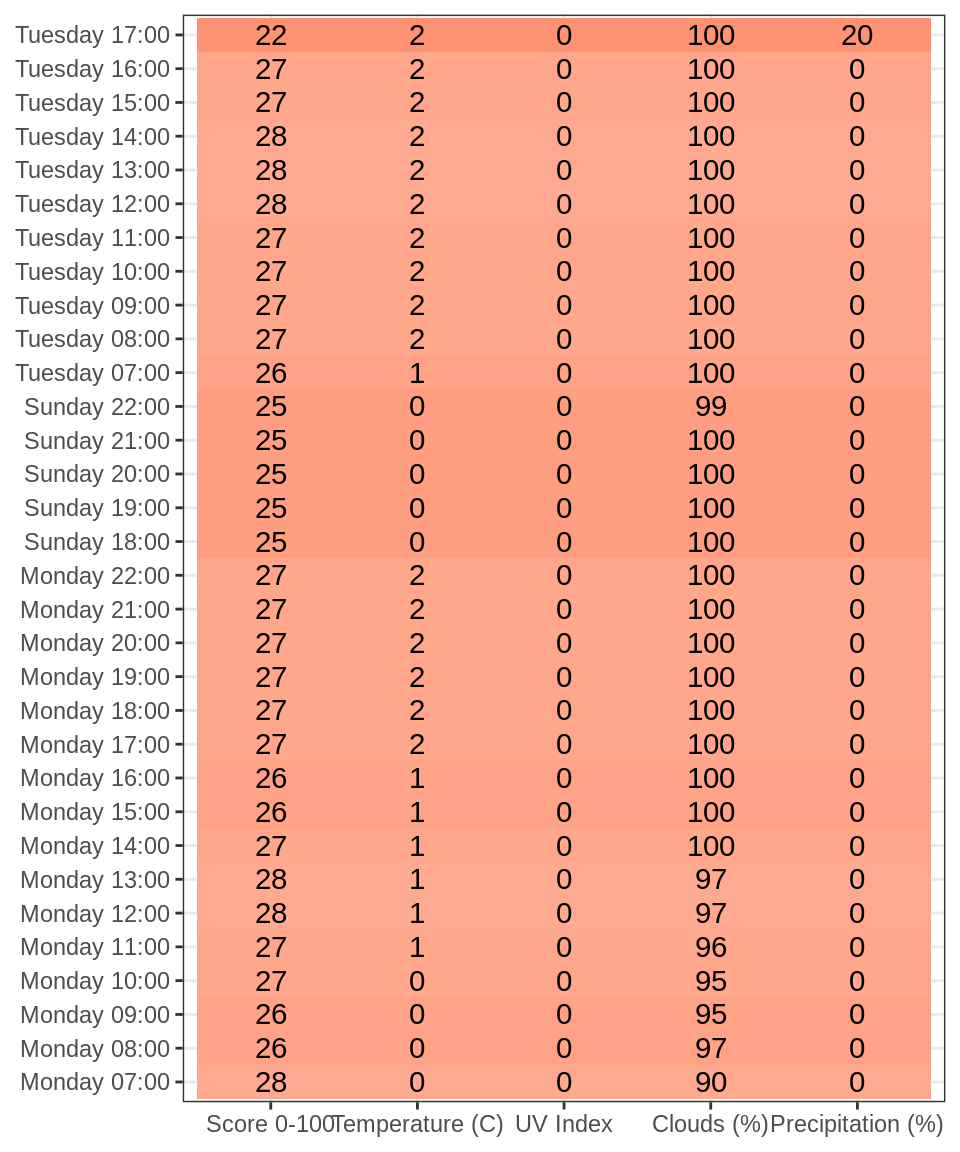 Tuesday 17:00 22 2 0 100 20
Tuesday 16:00 27 2 0 100 0
Tuesday 15:00 27 2 0 100 0
Tuesday 14:00 28 2 0 100 0
Tuesday 13:00 28 2 0 100 0
Tuesday 12:00 28 2 0 100 0
Tuesday 11:00 27 2 0 100 0
Tuesday 10:00 27 2 0 100 0
Tuesday 09:00 27 2 0 100 0
Tuesday 08:00 27 2 0 100 0
Tuesday 07:00 26 1 0 100 0
Sunday 22:00 25 0 0 99 0
Sunday 21:00 25 0 0 100 0
Sunday 20:00 25 0 0 100 0
Sunday 19:00 25 0 0 100 0
Sunday 18:00 25 0 0 100 0
Monday 22:00 27 2 0 100 0
Monday 21:00 27 2 0 100 0
Monday 20:00 27 2 0 100 0
Monday 19:00 27 2 0 100 0
Monday 18:00 27 2 0 100 0
Monday 17:00 27 2 0 100 0
Monday 16:00 26 1 0 100 0
Monday 15:00 26 1 0 100 0
Monday 14:00 27 1 0 100 0
Monday 13:00 28 1 0 97 0
Monday 12:00 28 1 0 97 0
Monday 11:00 27 1 0 96 0
Monday 10:00 27 0 0 95 0
Monday 09:00 26 0 0 95 0
Monday 08:00 26 0 0 97 0
Monday 07:00 28 0 0 90 0
Score 0-100 Temperature (C) UV Index Clouds (%) Precipitation (%)